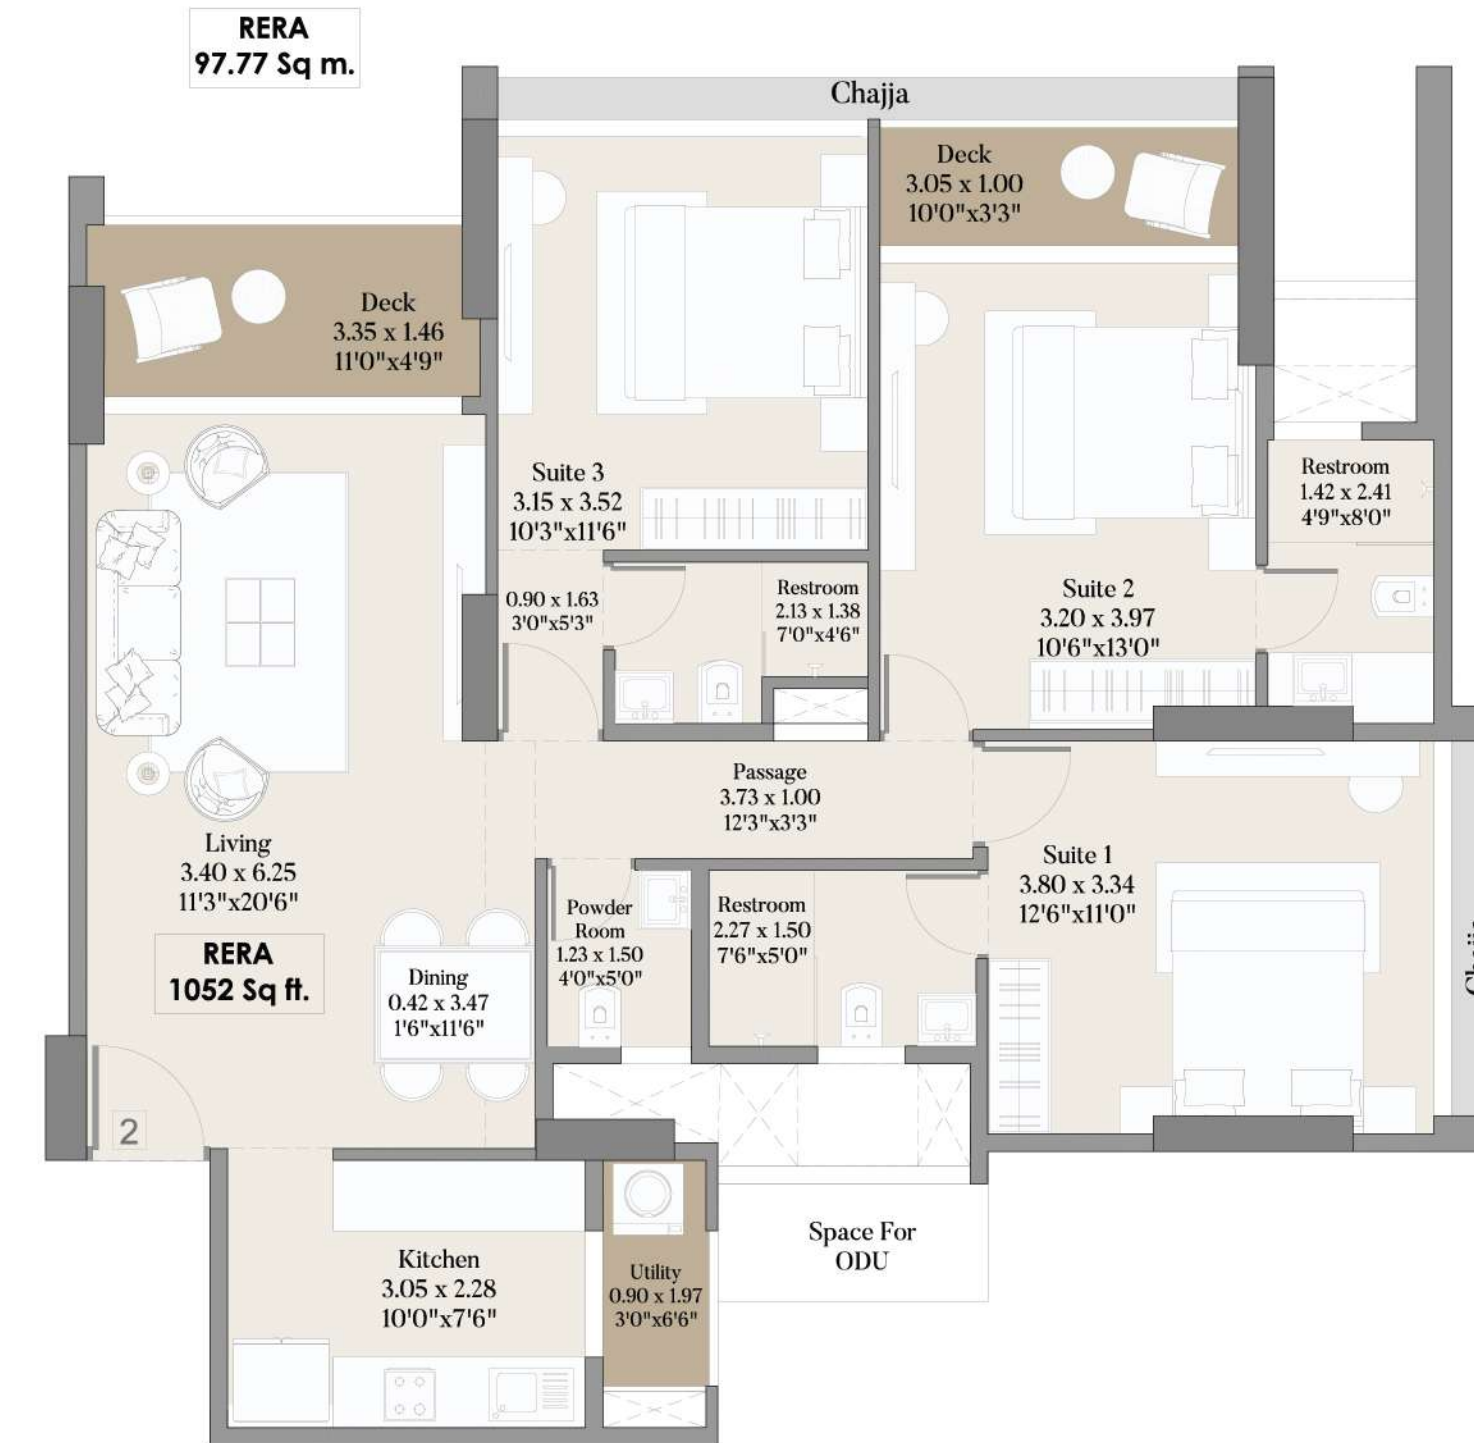 RERA
97.77 Sq m.
Chajja
Deck
3.05 x 1.00
10'0"x3'3"
Deck
3.35 x 1.46
11'0"x4'9"
Suite 3
3.15 x 3.52
10'3"x11'6"
Restroom
1.42 x 2.41
4'9"x8'0"
0.90 x 1.63
3'0"x5'3"
Restroom
2.13 x 1.38
7'0"x4'6"
Suite 2
3.20 x 3.97
10'6"x13'0"
Passage
3.73 x 1.00
12'3"x3'3"
Living
3.40 x 6.25
11'3"x20'6"
Suite 1
3.80 x 3.34
12'6"x11'0"
Powder
Room
1.23 x 1.50
4'0"x5'0"
Restroom
2.27 x 1.50
7'6"x5'0"
RERA
1052 Sq ft.
Dining
0.42 x 3.47
1'6"x11'6"
Chajja
2
Space For
ODU
Kitchen
3.05 x 2.28
10'0"x7'6"
Utility
0.90 x 1.97
3'0"x6'6"